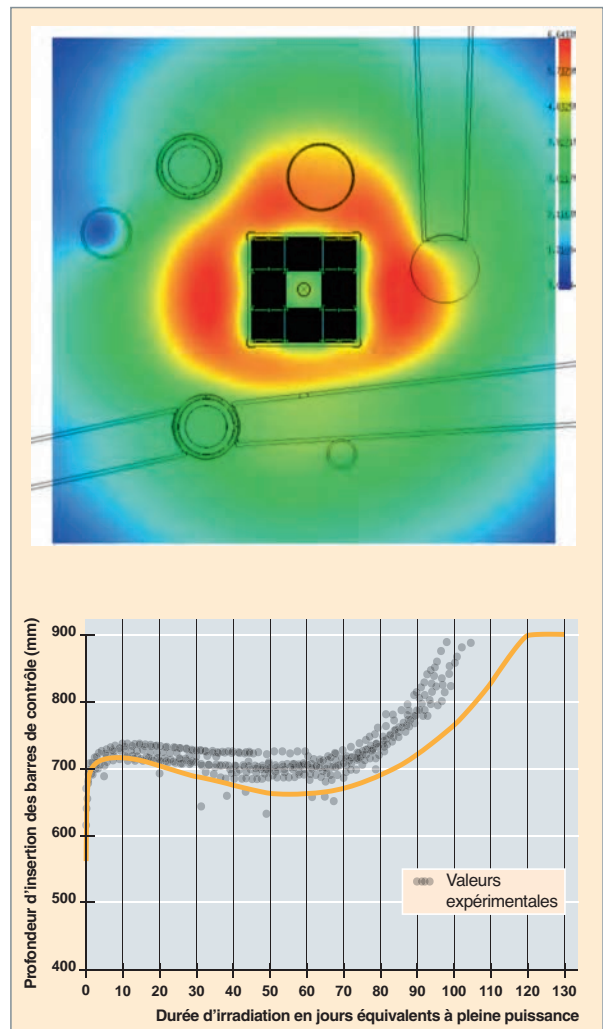 Profondeur d'insertion des barres de contrôle (mm)
900
800
700
600
500
400
Valeurs
expérimentales
0 10 20 30 40 50 60 70 80 90 100 110 120 130
Durée d'irradiation en jours équivalents à pleine puissance